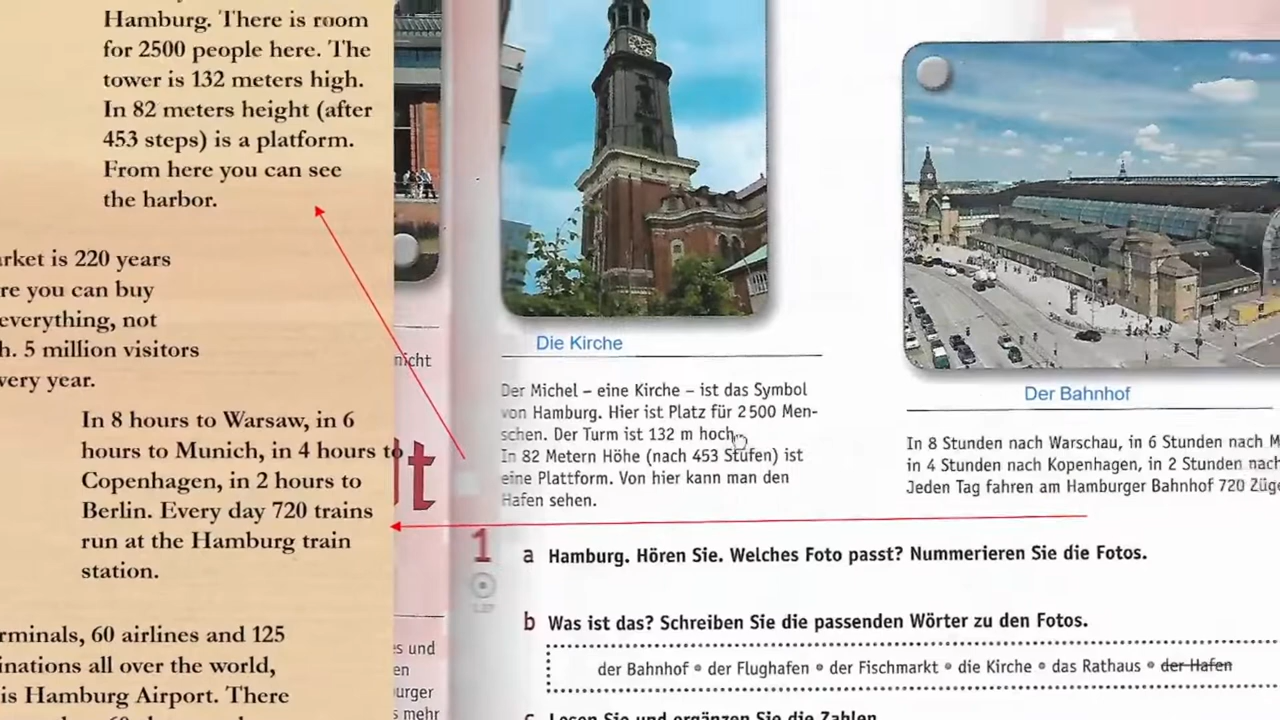 Hamburg. There is room
for 2500 people here. The
tower is 132 meters high.
In 82 meters height (after
453 steps) is a platform.
From here you can see
the harbor.
is 220 years
you can buy
everything, not
5 million visitors
year.
In 8 hours to Warsaw, in 6
hours to Munich, in 4 hours to
Copenhagen, in 2 hours to
Berlin. Every day 720 trains
run at the Hamburg train
station.
60 airlines and 125
all over the world,
is Hamburg Airport. There
nicht
und
mehr
Die Kirche
Der Michel – eine Kirche – ist das Symbol
von Hamburg. Hier ist Platz für 2500 Men-
schen. Der Turm ist 132 m hoch.
In 82 Metern Höhe (nach 453 Stufen) ist
eine Plattform. Von hier kann man den
Hafen sehen.
Der Bahnhof
In 8 Stunden nach Warschau, in 6 Stunden nach
in 4 Stunden nach Kopenhagen, in 2 Stunden nach
Jeden Tag fahren am Hamburger Bahnhof 720
1
a Hamburg. Hören Sie. Welches Foto passt? Nummerieren Sie die Fotos.
b Was ist das? Schreiben Sie die passenden Wörter zu den Fotos.
der Bahnhof • der Flughafen • der Fischmarkt • die Kirche • das Rathaus • der Hafen
c Lesen Sie und ergänzen Sie die Zahlen.